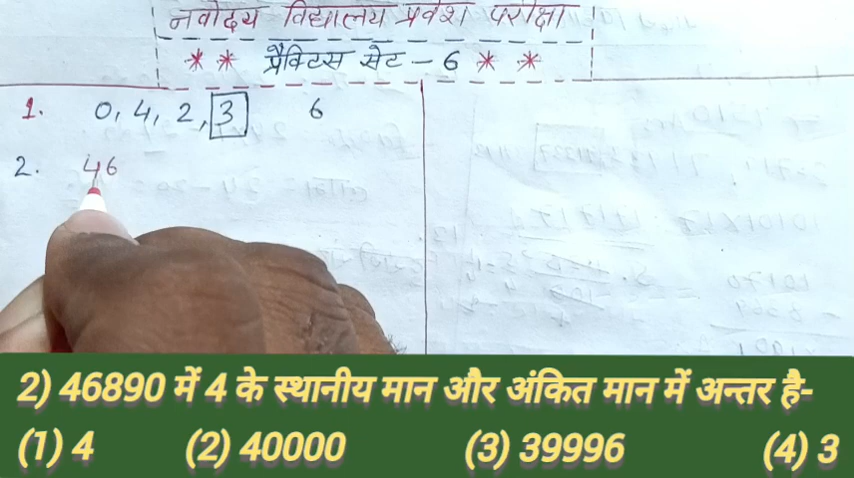 नवोदय विद्यालय प्रवेश परीक्षा
** प्रैक्टिस सेट - 6 **
1. 0, 4, 2, 3 6
2. 46
2) 46890 में 4 के स्थानीय मान और अंकित मान में अन्तर है-
(1) 4 (2) 40000 (3) 39996 (4) 3